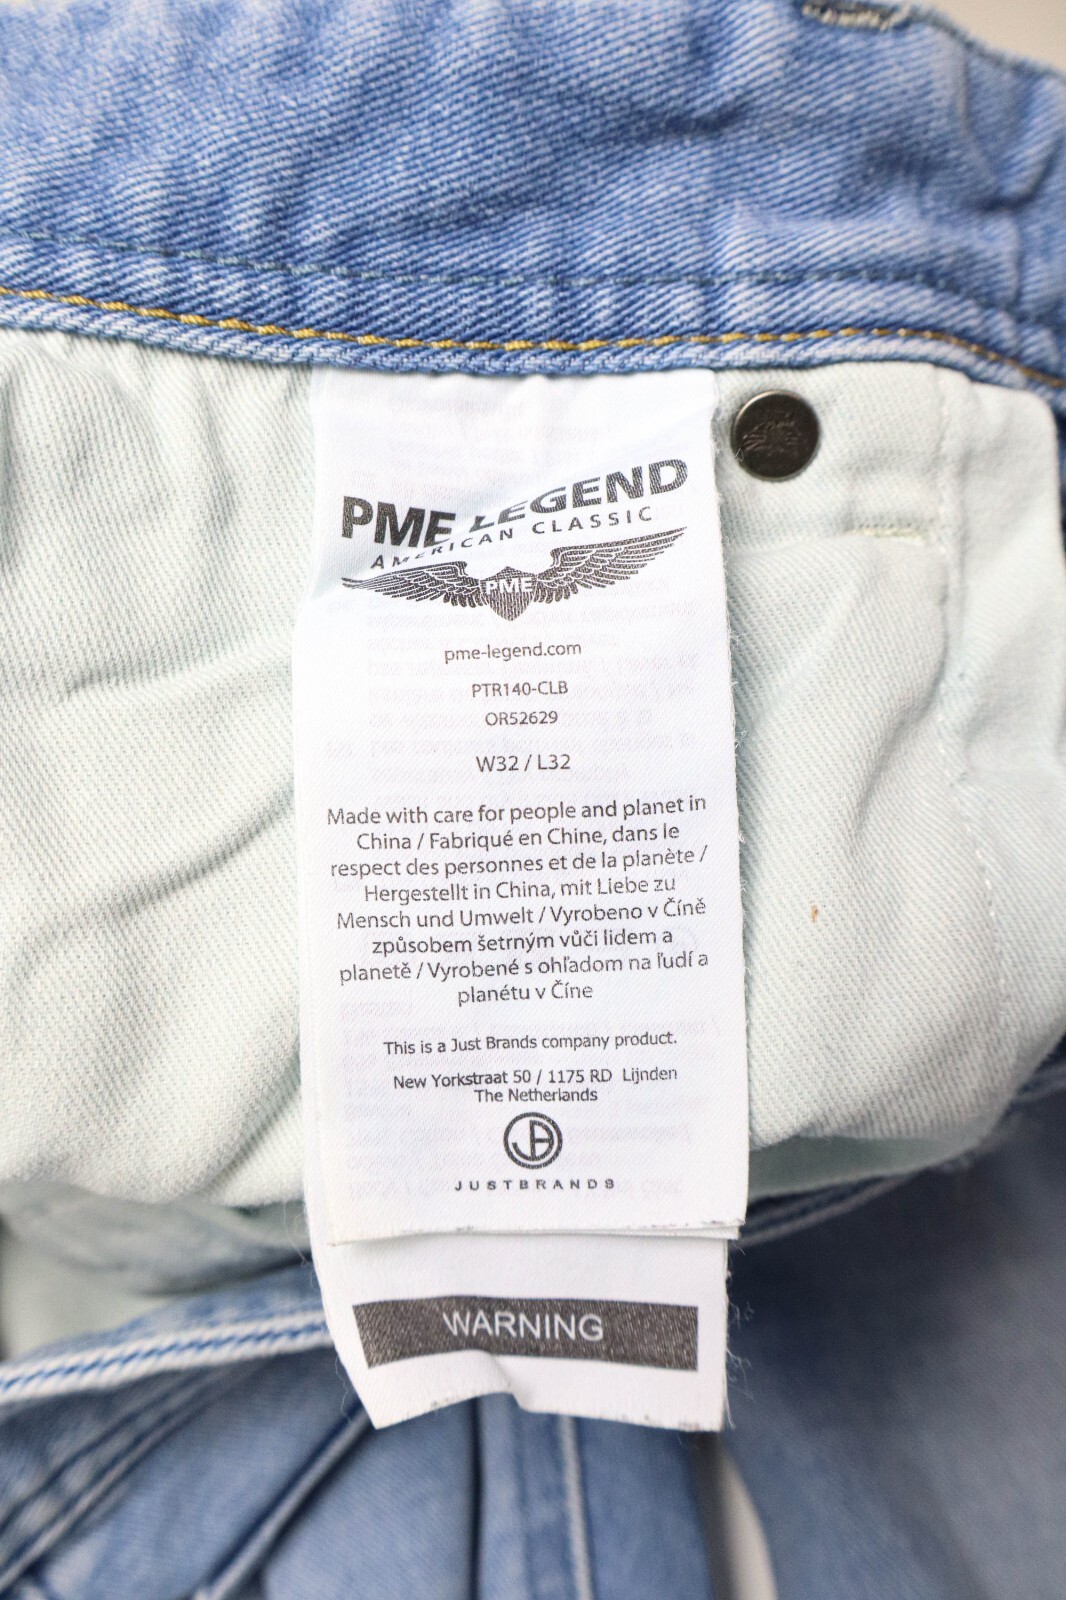 PME LEGEND
AMERICAN CLASSIC
PME
pme-legend.com
PTR140-CLB
OR52629
W32 / L32
Made with care for people and planet in
China / Fabriqué en Chine, dans le
respect des personnes et de la planète /
Hergestellt in China, mit Liebe zu
Mensch und Umwelt / Vyrobeno v Číně
způsobem šetrným vůči lidem a
planetě / Vyrobené s ohľadom na ľudí a
planétu v Číne
This is a Just Brands company product.
New Yorkstraat 50 / 1175 RD Lijnden
The Netherlands
JB
JUSTBRANDS
WARNING